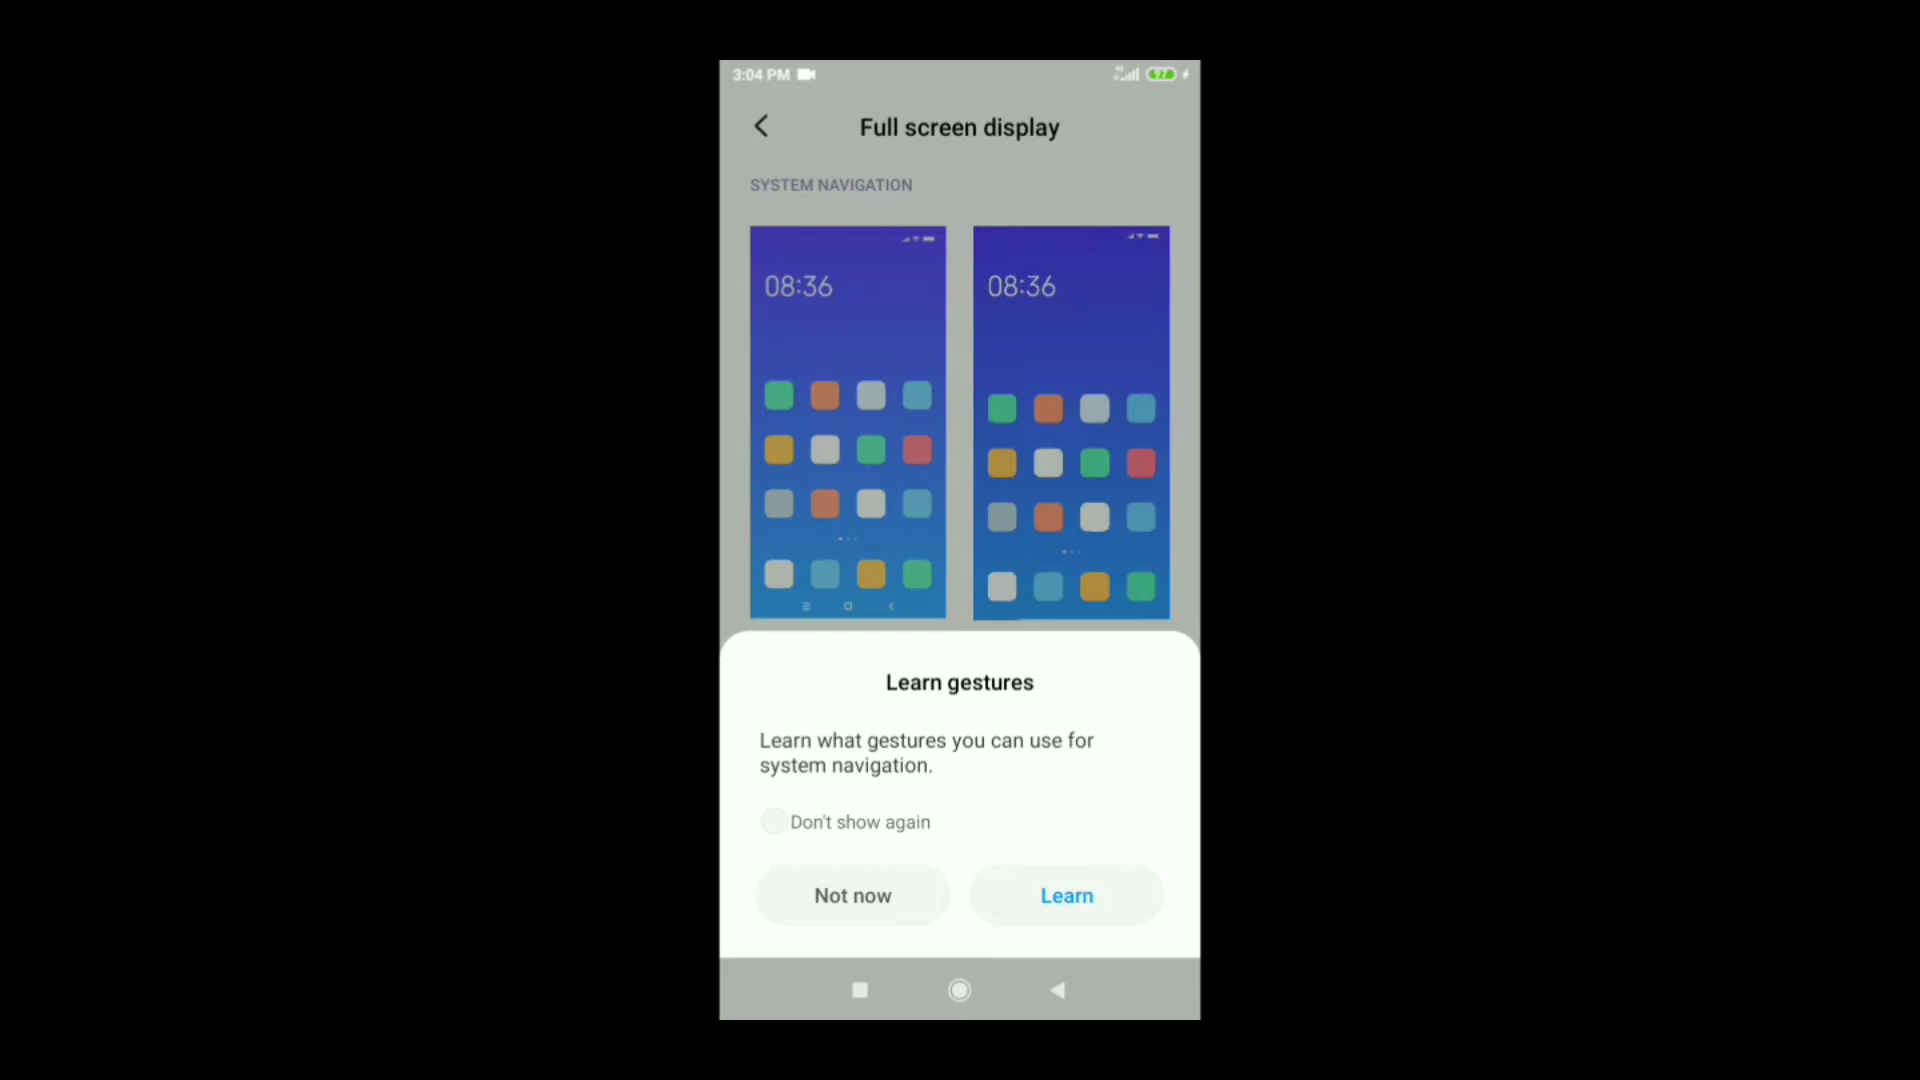 3:04 PM
97
Full screen display
SYSTEM NAVIGATION
08:36
08:36
Learn gestures
Learn what gestures you can use for
system navigation.
Don't show again
Not now
Learn